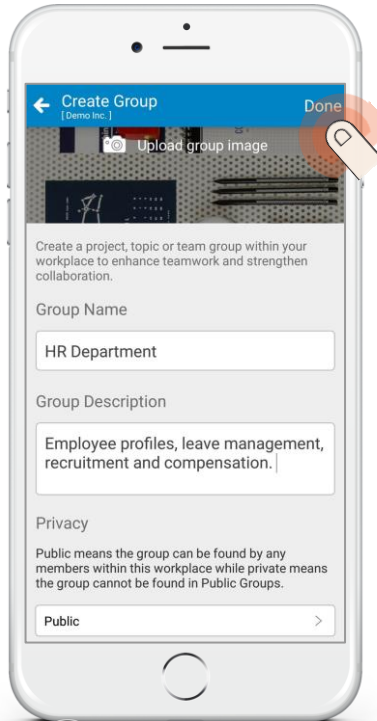 Create Group
Done
[ Demo Inc. ]
Upload group image
Create a project, topic or team group within your
workplace to enhance teamwork and strengthen
collaboration.
Group Name
HR Department
Group Description
Employee profiles, leave management,
recruitment and compensation.
Privacy
Public means the group can be found by any
members within this workplace while private means
the group cannot be found in Public Groups.
Public